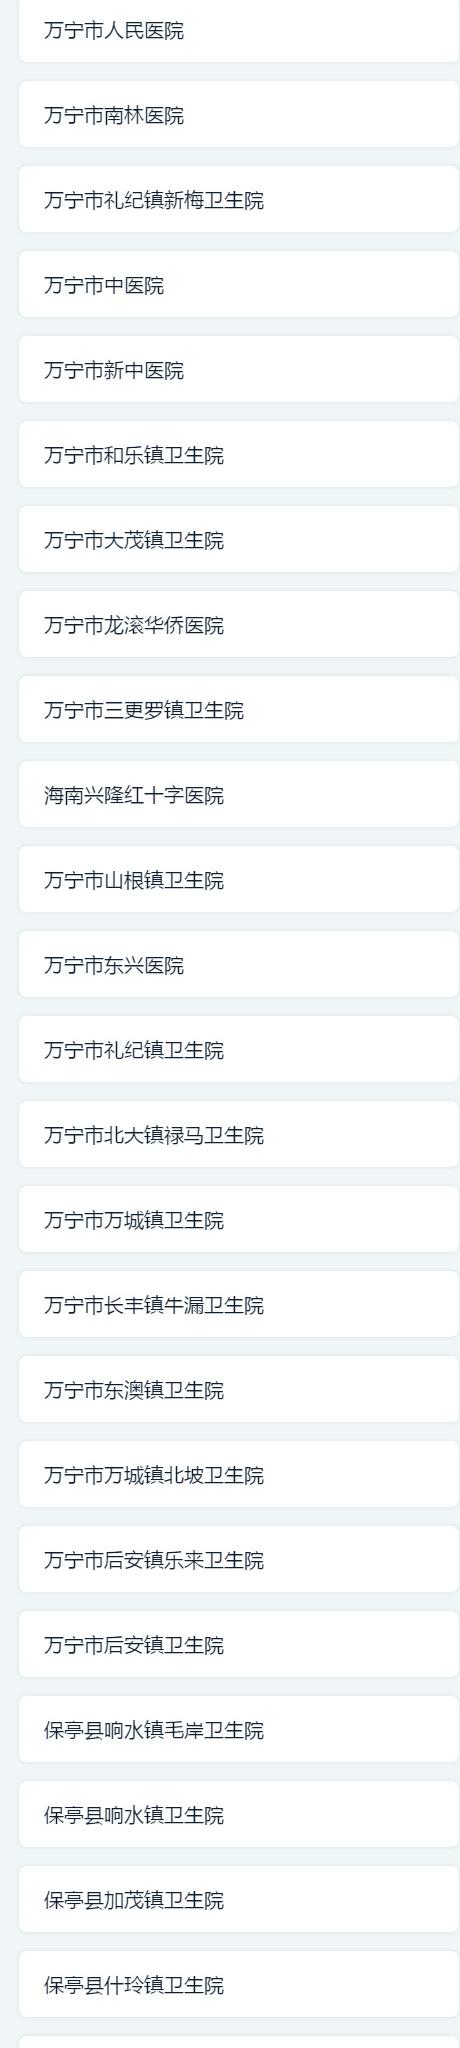 万宁市人民医院
万宁市南林医院
万宁市礼纪镇新梅卫生院
万宁市中医院
万宁市新中医院
万宁市和乐镇卫生院
万宁市大茂镇卫生院
万宁市龙滚华侨医院
万宁市三更罗镇卫生院
海南兴隆红十字医院
万宁市山根镇卫生院
万宁市东兴医院
万宁市礼纪镇卫生院
万宁市北大镇禄马卫生院
万宁市万城镇卫生院
万宁市长丰镇牛漏卫生院
万宁市东澳镇卫生院
万宁市万城镇北坡卫生院
万宁市后安镇乐来卫生院
万宁市后安镇卫生院
保亭县响水镇毛岸卫生院
保亭县响水镇卫生院
保亭县加茂镇卫生院
保亭县什玲镇卫生院